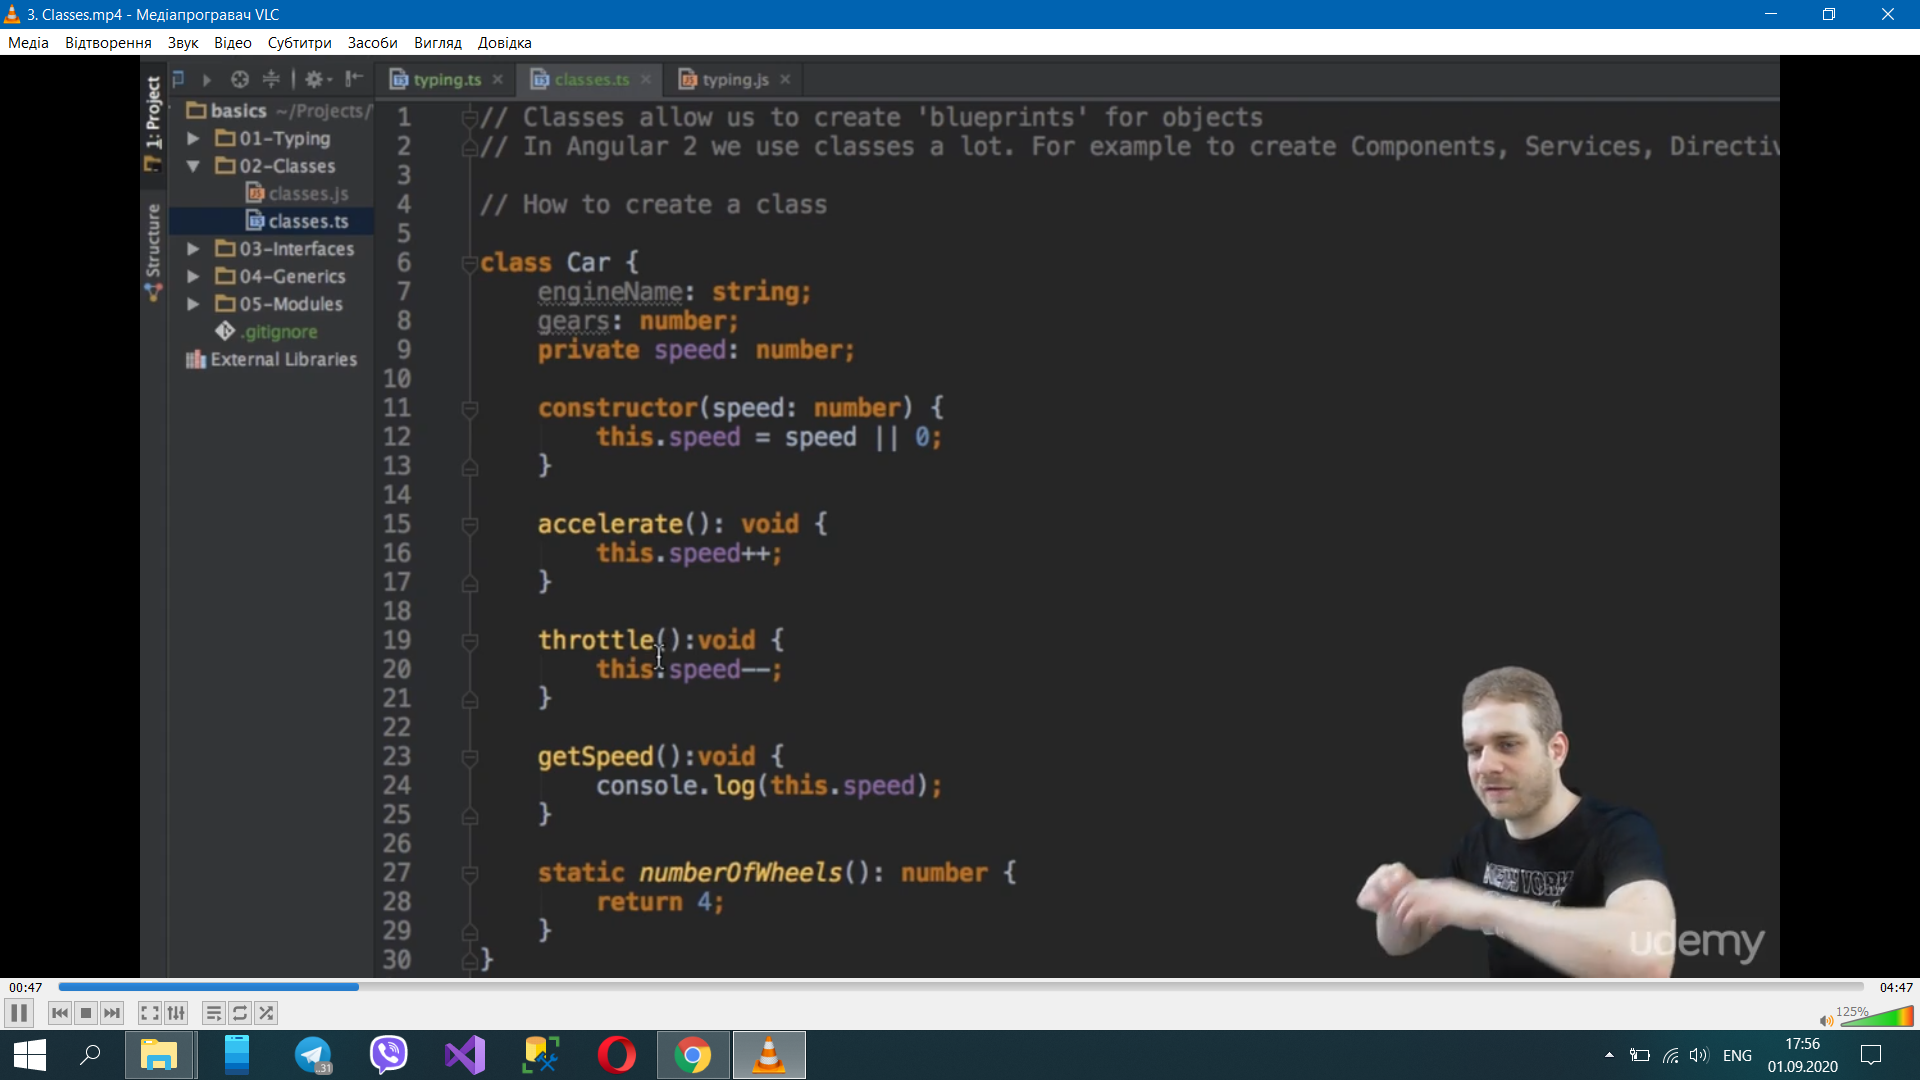 3. Classes.mp4 - Медіапрогравач VLC
Медіа Відтворення Звук Відео Субтитри Засоби Вигляд Довідка
1: Project
Structure
typing.ts classes.ts typing.js
basics ~/Projects/
01-Typing
02-Classes
classes.js
classes.ts
03-Interfaces
04-Generics
05-Modules
.gitignore
External Libraries
1 // Classes allow us to create 'blueprints' for objects
2 // In Angular 2 we use classes a lot. For example to create Components, Services, Directiv
3
4 // How to create a class
5
6 class Car {
7 engineName: string;
8 gears: number;
9 private speed: number;
10
11 constructor(speed: number) {
12 this.speed = speed || 0;
13 }
14
15 accelerate(): void {
16 this.speed++;
17 }
18
19 throttle():void {
20 this.speed--;
21 }
22
23 getSpeed():void {
24 console.log(this.speed);
25 }
26
27 static numberOfWheels(): number {
28 return 4;
29 }
30 }
NEW YORK
udemy
00:47 04:47
125%
31
ENG
17:56
01.09.2020